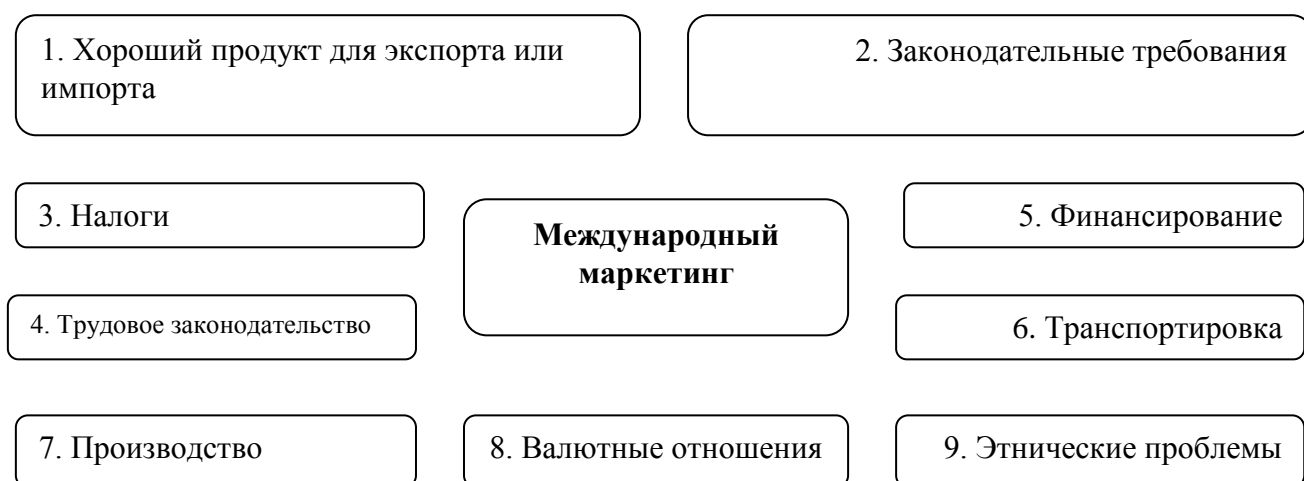 1. Хороший продукт для экспорта или
импорта
2. Законодательные требования
3. Налоги
Международный
маркетинг
5. Финансирование
4. Трудовое законодательство
6. Транспортировка
7. Производство
8. Валютные отношения
9. Этнические проблемы